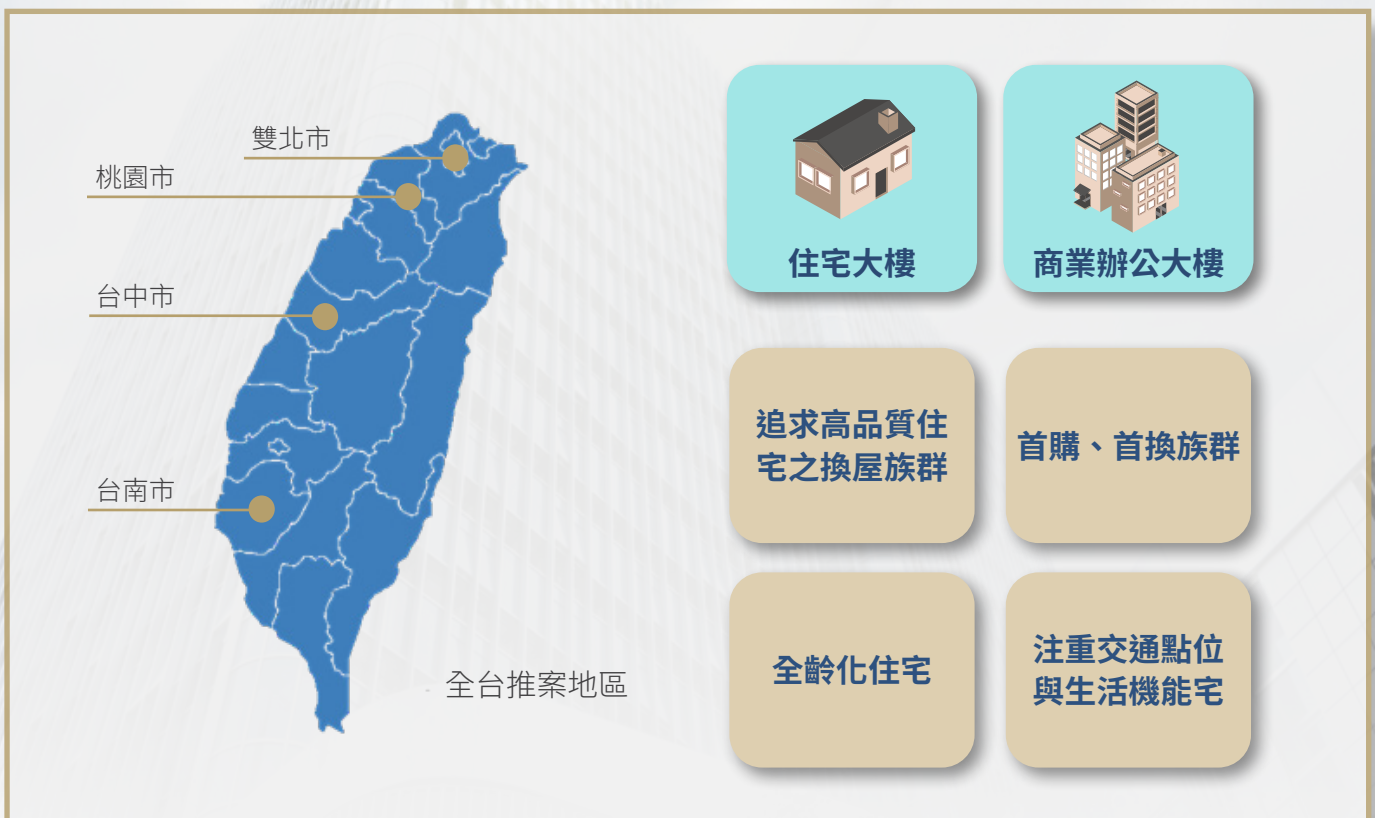 雙北市
桃園市
台中市
台南市
全台推案地區
住宅大樓
商業辦公大樓
追求高品質住
宅之換屋族群
首購、首換族群
全齡化住宅
注重交通點位
與生活機能宅